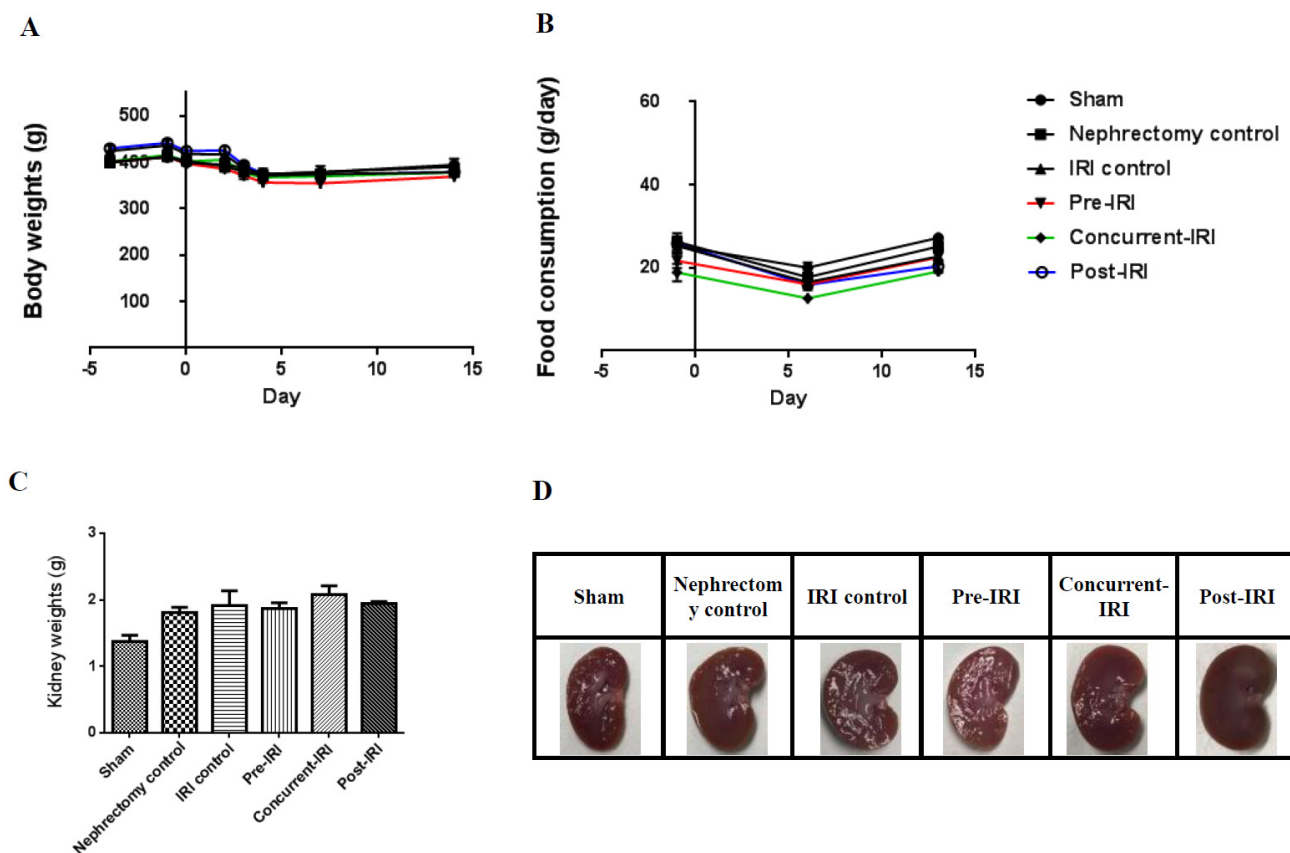 A
Body weights (g)
500
400
300
200
100
-5
0
5
10
15
Day
B
Food consumption (g/day)
60
40
20
-5
0
5
10
15
Day
Sham
Nephrectomy control
IRI control
Pre-IRI
Concurrent-IRI
Post-IRI
C
Kidney weights (g)
3
2
1
0
Sham
Nephrectomy control
IRI control
Pre-IRI
Concurrent-IRI
Post-IRI
D
Sham
Nephrectom
y control
IRI control
Pre-IRI
Concurrent-
IRI
Post-IRI